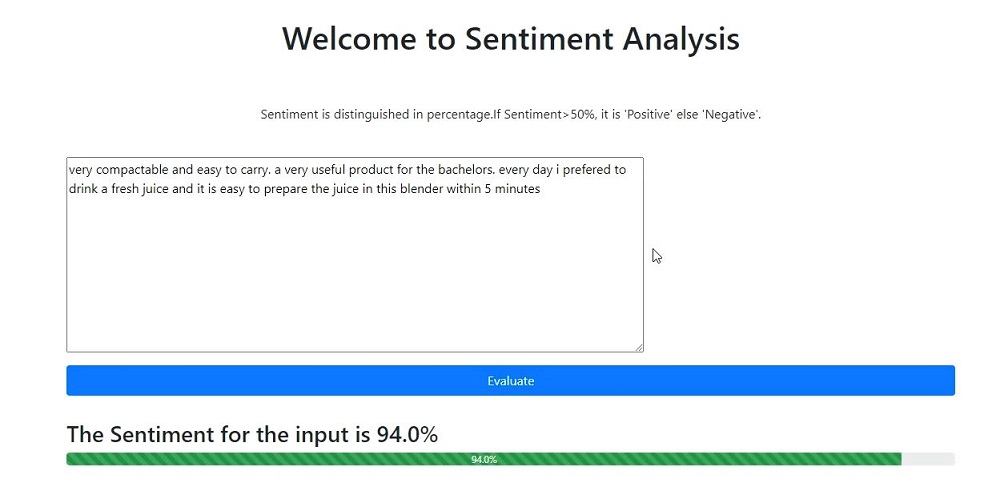 Welcome to Sentiment Analysis
Sentiment is distinguished in percentage.If Sentiment>50%, it is 'Positive' else 'Negative'.
very compactable and easy to carry. a very useful product for the bachelors. every day i prefered to
drink a fresh juice and it is easy to prepare the juice in this blender within 5 minutes
Evaluate
The Sentiment for the input is 94.0%
94.0%